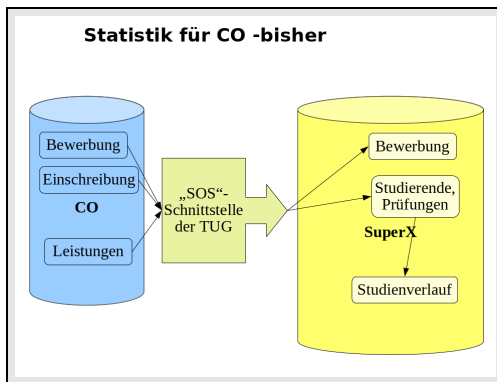 Statistik für CO -bisher
Bewerbung
Einschreibung
CO
Leistungen
„SOS“-
Schnittstelle
der TUG
Bewerbung
Studierende,
Prüfungen
SuperX
Studienverlauf